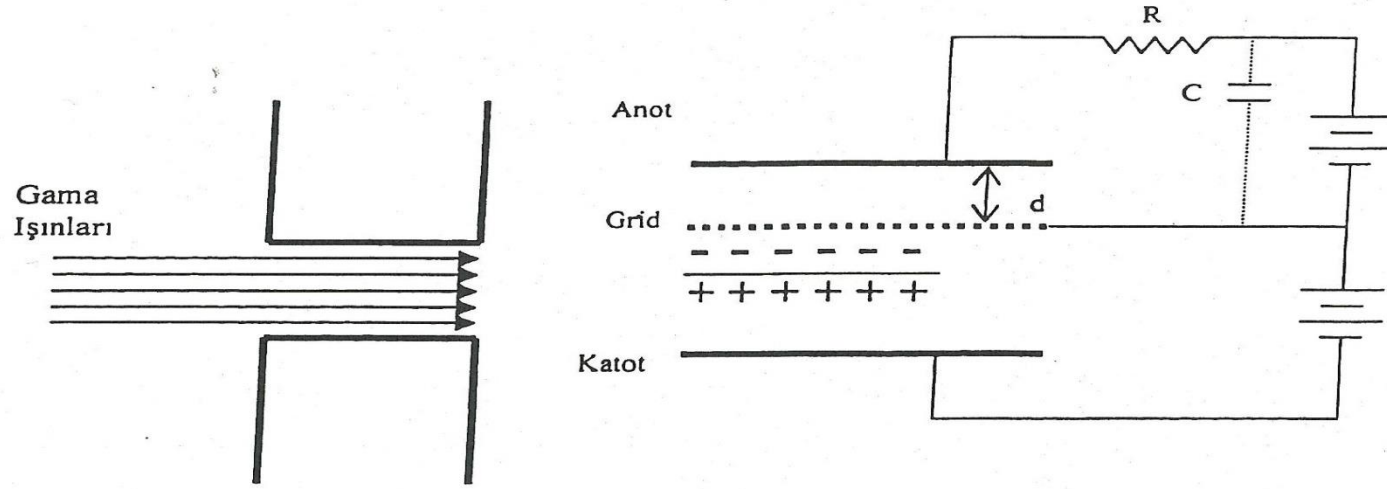 Gama
Işınları
Anot
Grid
Katot
R
C
d
- - - - - -
+ + + + + +